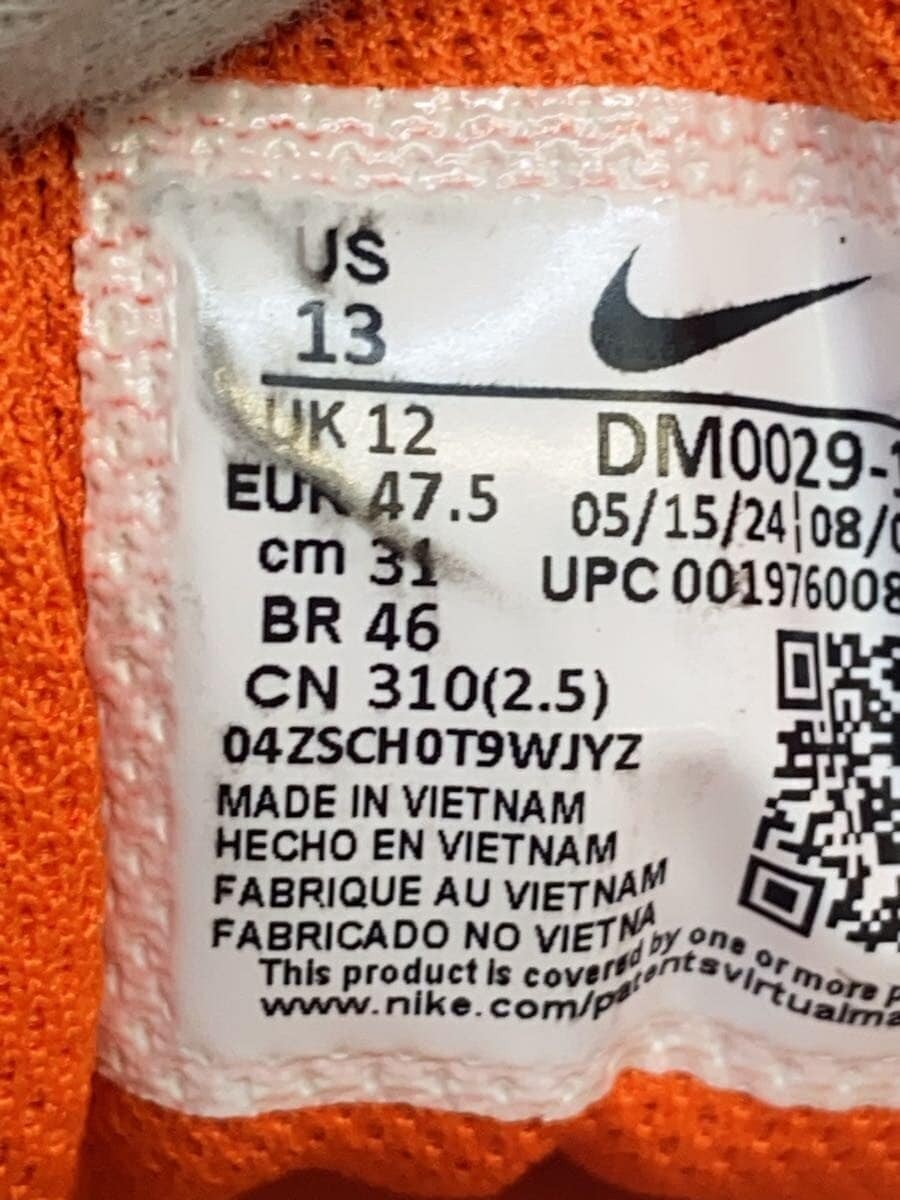 US
13
UK 12
EUR 47.5
cm 31
BR 46
CN 310(2.5)
04ZSCH0T9WJYZ
DM0029-
05/15/24|08/0
UPC 001976008
MADE IN VIETNAM
HECHO EN VIETNAM
FABRIQUE AU VIETNAM
FABRICADO NO VIETNA
This product is covered by one or more p
www.nike.com/patentsvirtualma